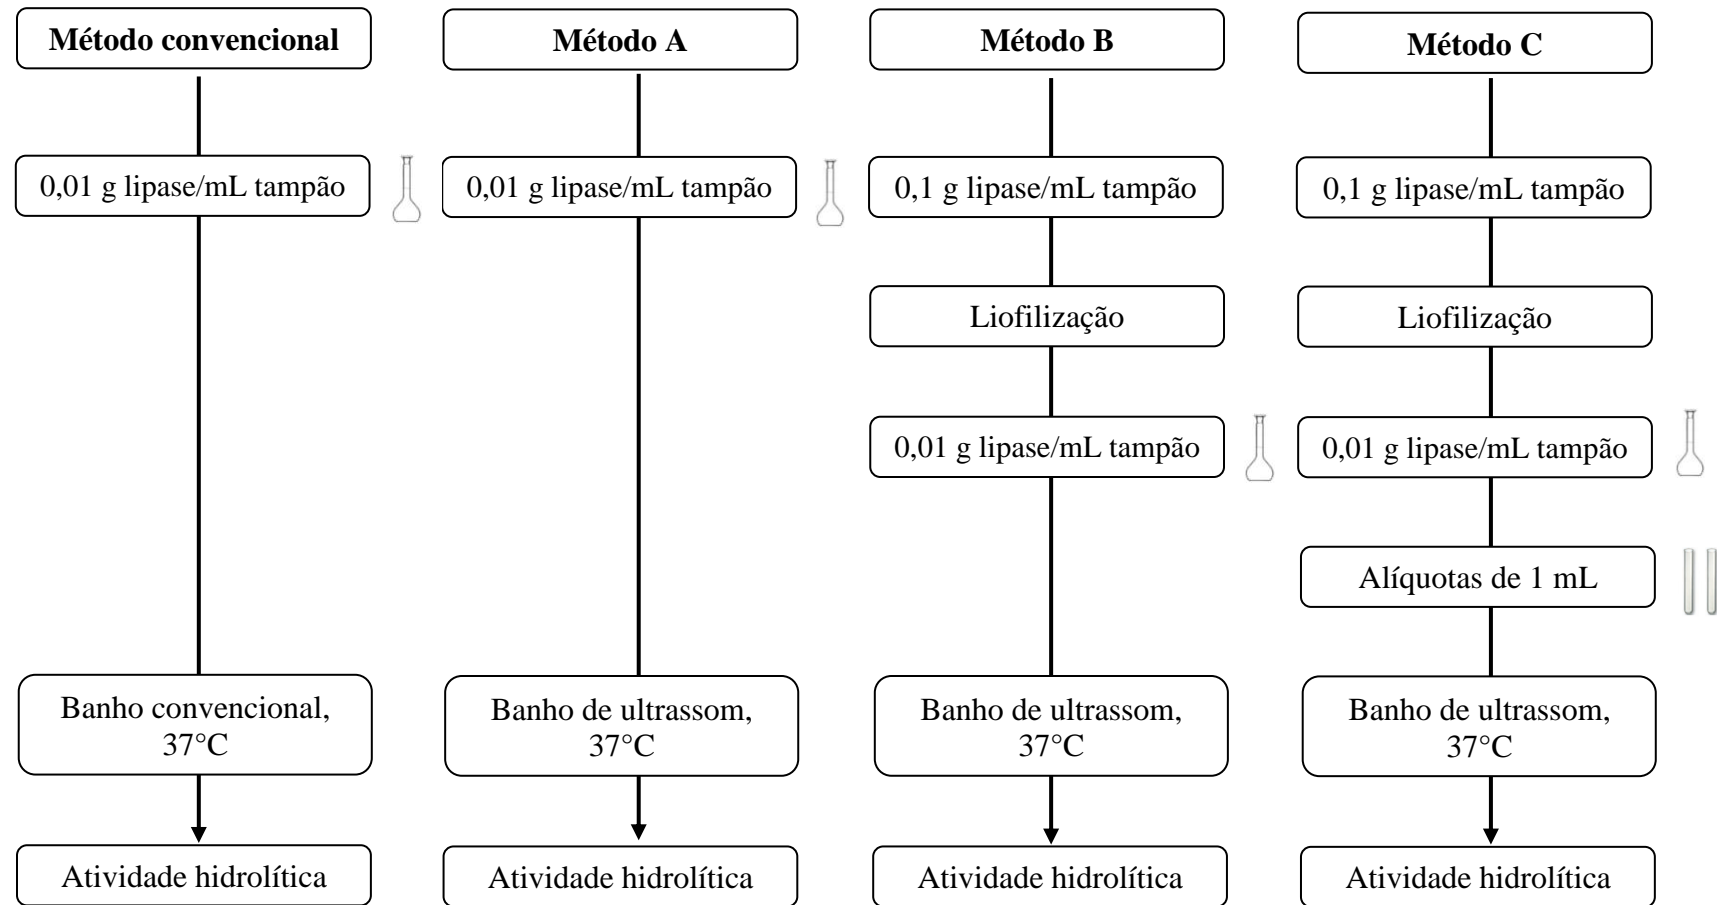 Método convencional
0,01 g lipase/mL tampão
Banho convencional,
37°C
Atividade hidrolítica
Método A
0,01 g lipase/mL tampão
Banho de ultrassom,
37°C
Atividade hidrolítica
Método B
0,1 g lipase/mL tampão
Liofilização
0,01 g lipase/mL tampão
Banho de ultrassom,
37°C
Atividade hidrolítica
Método C
0,1 g lipase/mL tampão
Liofilização
0,01 g lipase/mL tampão
Alíquotas de 1 mL
Banho de ultrassom,
37°C
Atividade hidrolítica